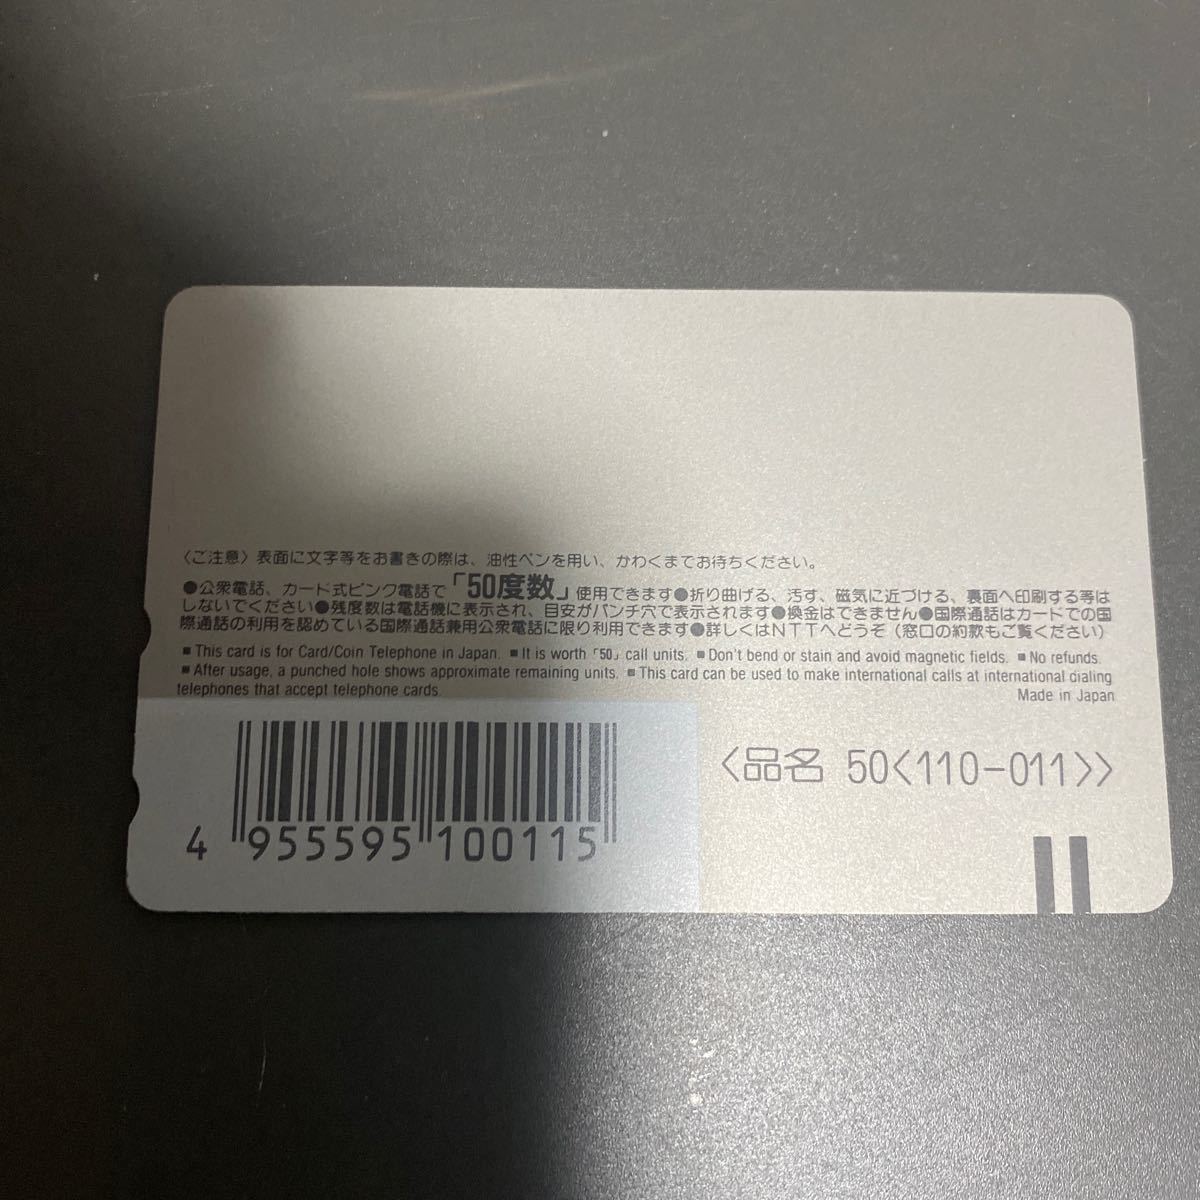 〈ご注意〉表面に文字等をお書きの際は、油性ペンを用い、かわくまでお待ちください。
●公衆電話、カード式ピンク電話で「50度数」使用できます●折り曲げる、汚す、磁気に近づける、裏面へ印刷する等は
しないでください●残度数は電話機に表示され、目安がパンチ穴で表示されます●換金はできません●国際通話はカードでの国
際通話の利用を認めている国際通話兼用公衆電話に限り利用できます●詳しくはNTTへどうぞ（窓口の約款もご覧ください）
■ This card is for Card/Coin Telephone in Japan. ■ It is worth「50」call units. ■ Don't bend or stain and avoid magnetic fields. ■ No refunds.
■ After usage, a punched hole shows approximate remaining units. ■ This card can be used to make international calls at international dialing
telephones that accept telephone cards.
Made in Japan
〈品名 50〈110-011〉〉
4 955595 100115